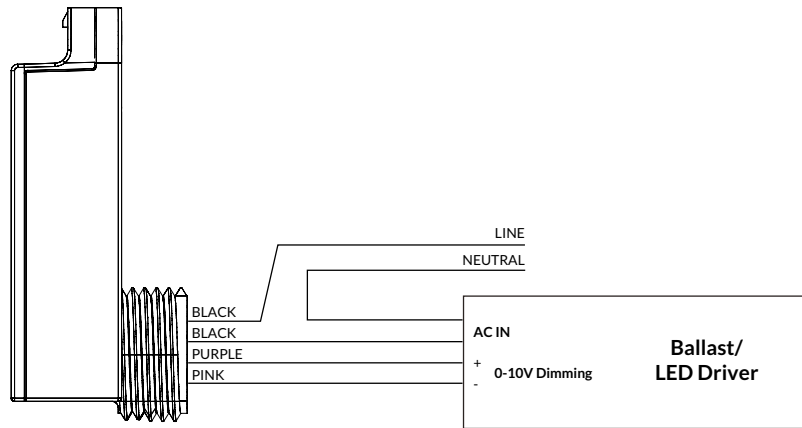 LINE
NEUTRAL
BLACK
BLACK
PURPLE
PINK
AC IN
+
0-10V Dimming
-
Ballast/
LED Driver